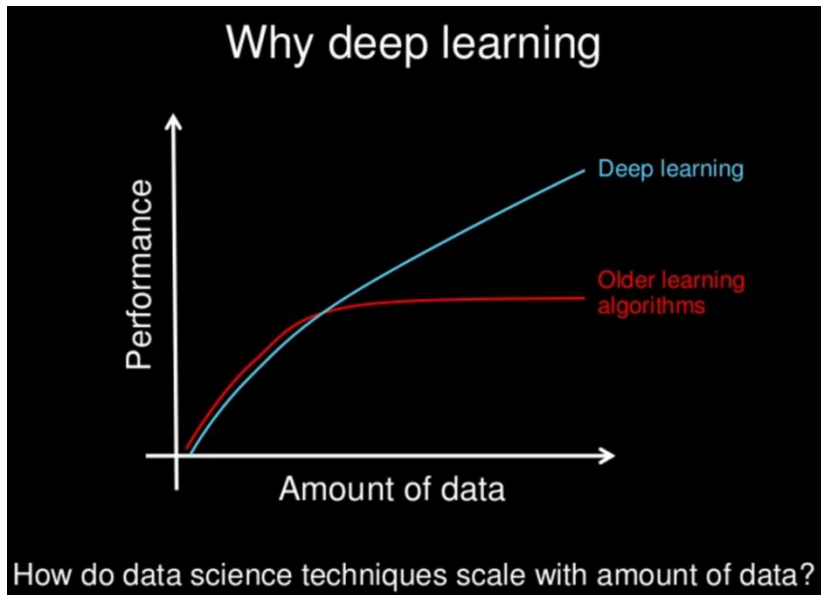 Why deep learning
Performance
Deep learning
Older learning
algorithms
Amount of data
How do data science techniques scale with amount of data?